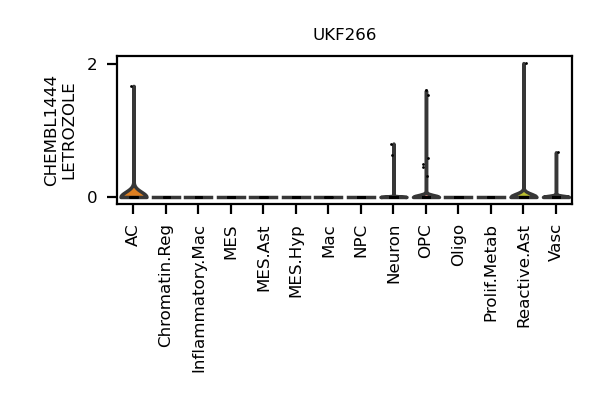 UKF266
CHEMBL1444
LETROZOLE
2
0
AC
Chromatin.Reg
Inflammatory.Mac
MES
MES.Ast
MES.Hyp
Mac
NPC
Neuron
OPC
Oligo
Prolif.Metab
Reactive.Ast
Vasc